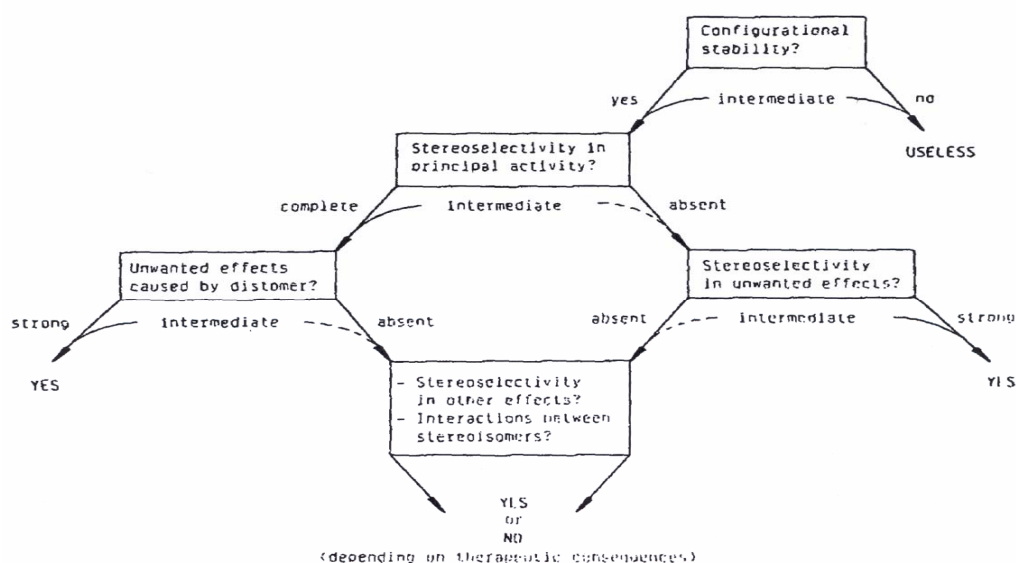 Configurational
stability?
yes
intermediate
no
USELESS
Stereoselectivity in
principal activity?
complete
intermediate
absent
Unwanted effects
caused by distomer?
Stereoselectivity
in unwanted effects?
strong
intermediate
absent
absent
intermediate
strong
YES
- Stereoselectivity
in other effects?
- Interactions between
stereoisomers?
YES
YES
or
NO
(depending on therapeutic consequences)